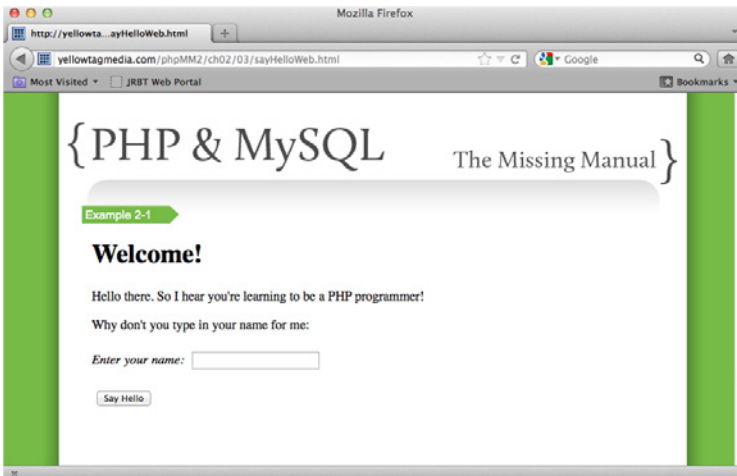 Mozilla Firefox
http://yellowta...ayHelloWeb.html
+
yellowtagmedia.com/phpMM2/ch02/03/sayHelloWeb.html
Google
Most Visited JRBT Web Portal Bookmarks
{PHP & MySQL
The Missing Manual}
Example 2-1
Welcome!
Hello there. So I hear you're learning to be a PHP programmer!
Why don't you type in your name for me:
Enter your name:
Say Hello